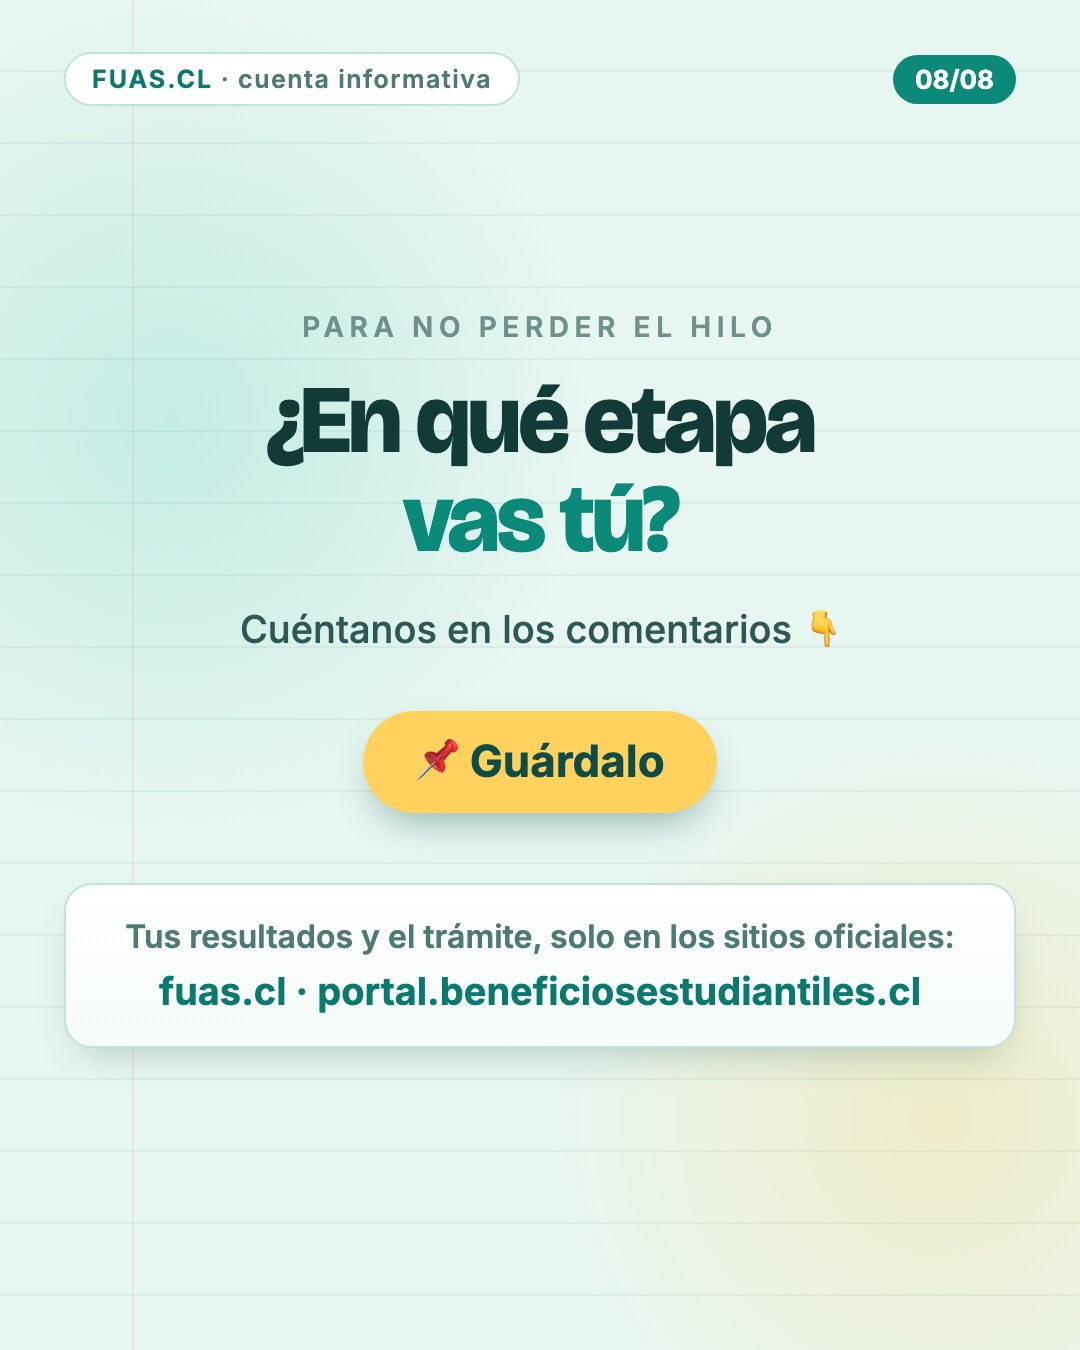 FUAS.CL · cuenta informativa
08/08
PARA NO PERDER EL HILO
¿En qué etapa
vas tú?
Cuéntanos en los comentarios 👇
📌 Guárdalo
Tus resultados y el trámite, solo en los sitios oficiales:
fuas.cl · portal.beneficiosestudiantiles.cl